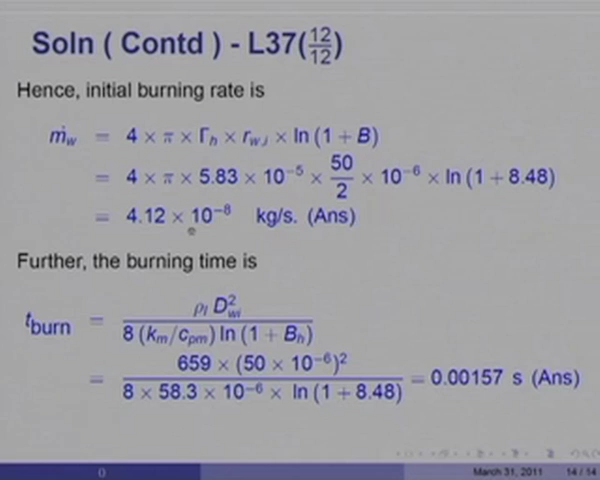 Soln ( Contd ) - L37(12/12)
Hence, initial burning rate is
ṁ_w = 4 × π × Γ_h × r_w,i × ln (1 + B)
= 4 × π × 5.83 × 10^−5 × 50/2 × 10^−6 × ln (1 + 8.48)
= 4.12 × 10^−8 kg/s. (Ans)
Further, the burning time is
t_burn = ρ_l D_wi^2 / 8 (k_m/c_pm) ln (1 + B_h)
= 659 × (50 × 10^−6)^2 / 8 × 58.3 × 10^−6 × ln (1 + 8.48) = 0.00157 s (Ans)
() March 31, 2011 14 / 14